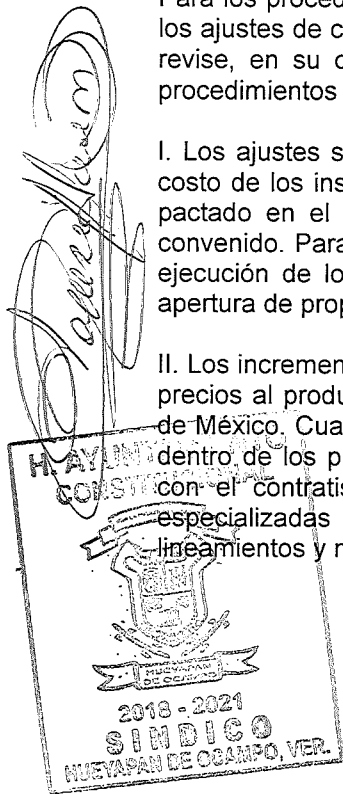 Para los proced
los ajustes de c
revise, en su c
procedimientos
I. Los ajustes s
costo de los ins
pactado en el
convenido. Para
ejecución de lo
apertura de prop
II. Los incremen
precios al produ
de México. Cua
dentro de los p
con el contratis
especializadas
lineamientos y r
H. AYUNTAMIENTO
CONSTITUCIONAL
HUEYAPAN
DE OCAMPO
2018 - 2021
SINDICO
HUEYAPAN DE OCAMPO, VER.